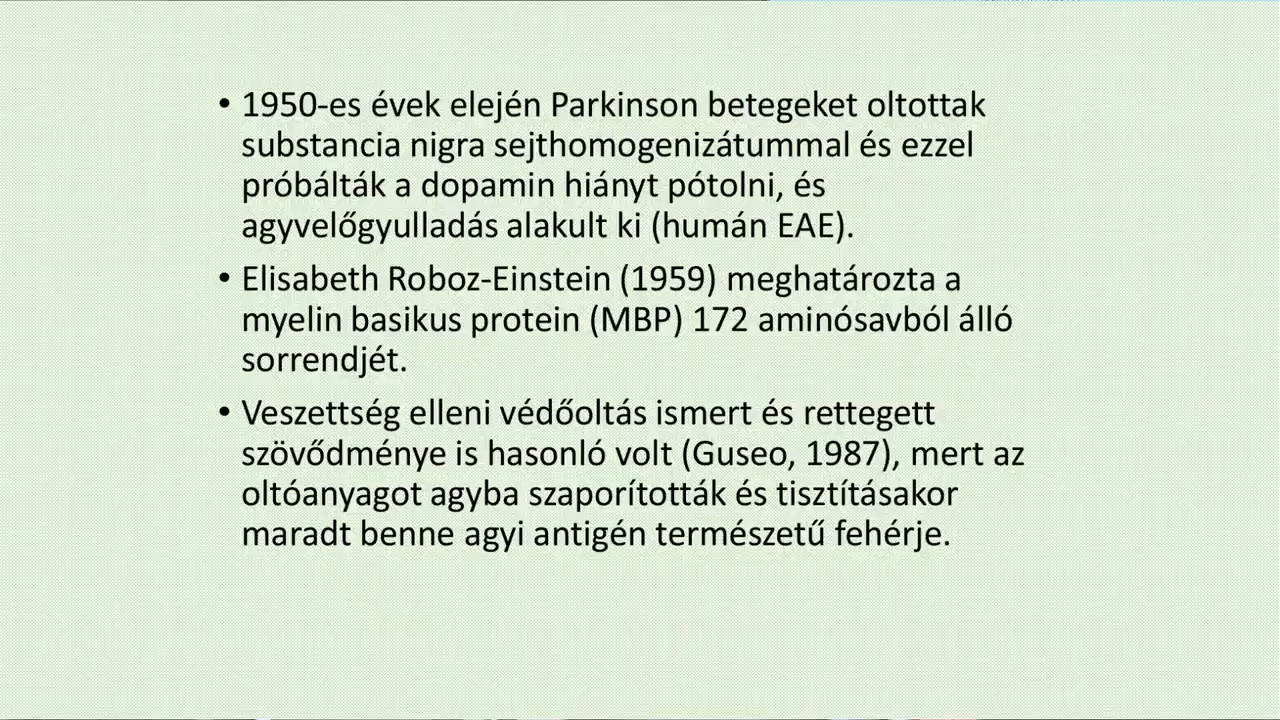 • 1950-es évek elején Parkinson betegeket oltottak
substancia nigra sejthomogenizátummal és ezzel
próbálták a dopamin hiányt pótolni, és
agyvelőgyulladás alakult ki (humán EAE).
• Elisabeth Roboz-Einstein (1959) meghatározta a
myelin basikus protein (MBP) 172 aminósavból álló
sorrendjét.
• Veszettség elleni védőoltás ismert és rettegett
szövődménye is hasonló volt (Guseo, 1987), mert az
oltóanyagot agyba szaporították és tisztításakor
maradt benne agyi antigén természetű fehérje.